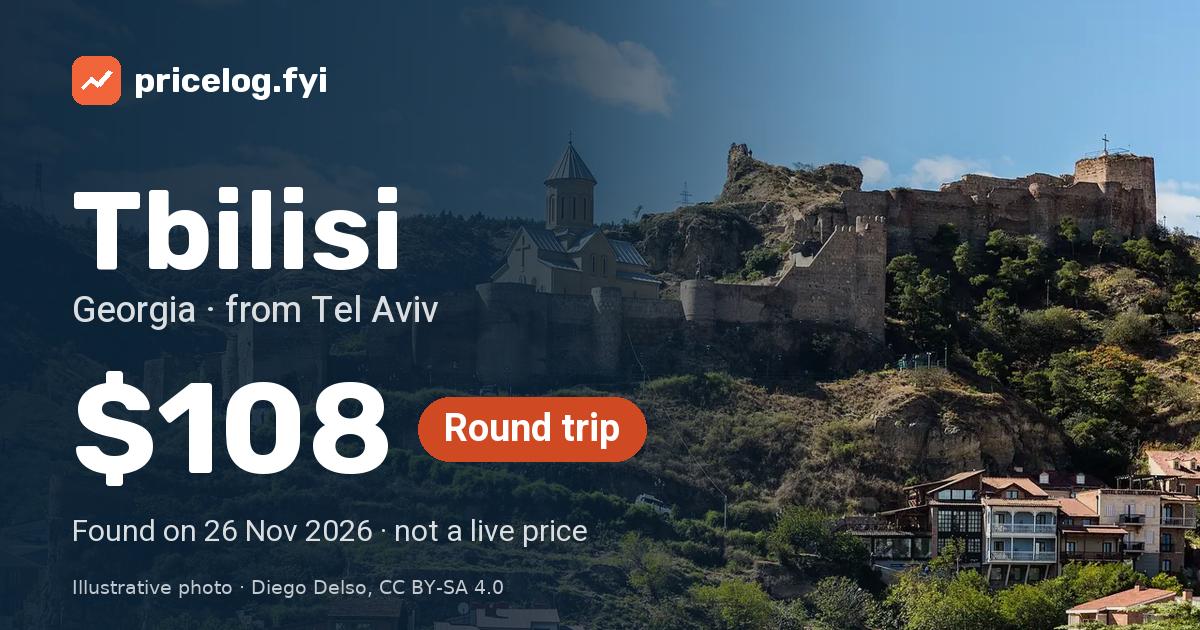 pricelog.fyi
Tbilisi
Georgia · from Tel Aviv
$108 Round trip
Found on 26 Nov 2026 · not a live price
Illustrative photo · Diego Delso, CC BY-SA 4.0